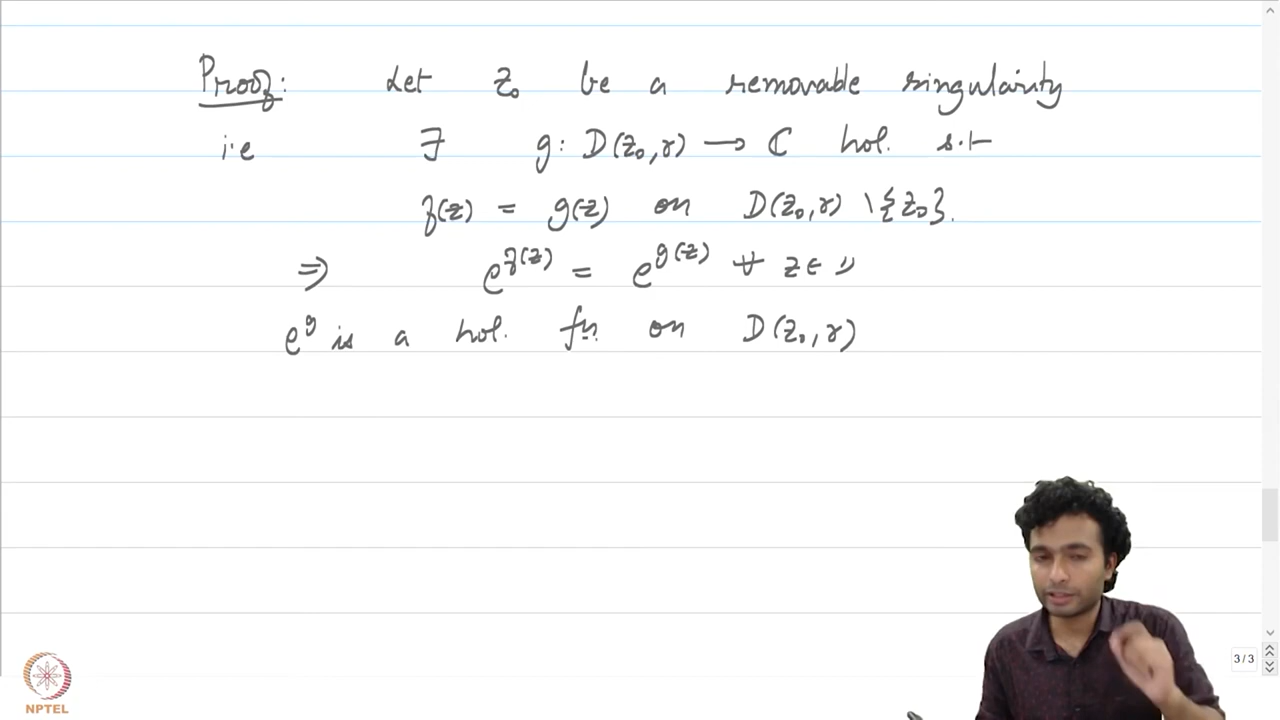 Proof: Let z₀ be a removable singularity
i.e ∃ g: D(z₀, r) → ℂ hol. s.t
f(z) = g(z) on D(z₀, r) \ {z₀}.
⇒ e^{f(z)} = e^{g(z)} ∀ z ∈ "
e^g is a hol. fn. on D(z₀, r)
3 / 3
NPTEL